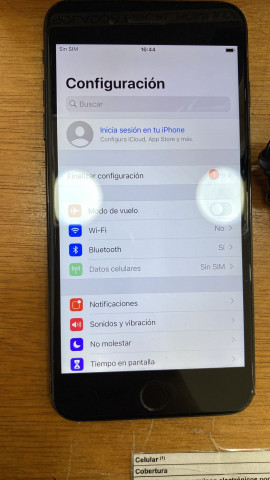 Sin SIM 16:44
Configuración
Buscar
Inicia sesión en tu iPhone
Configura iCloud, App Store y más.
Finalizar configuración
Modo de vuelo
Wi-Fi No
Bluetooth Sí
Datos celulares Sin SIM
Notificaciones
Sonidos y vibración
No molestar
Tiempo en pantalla
Celular (1)
Cobertura